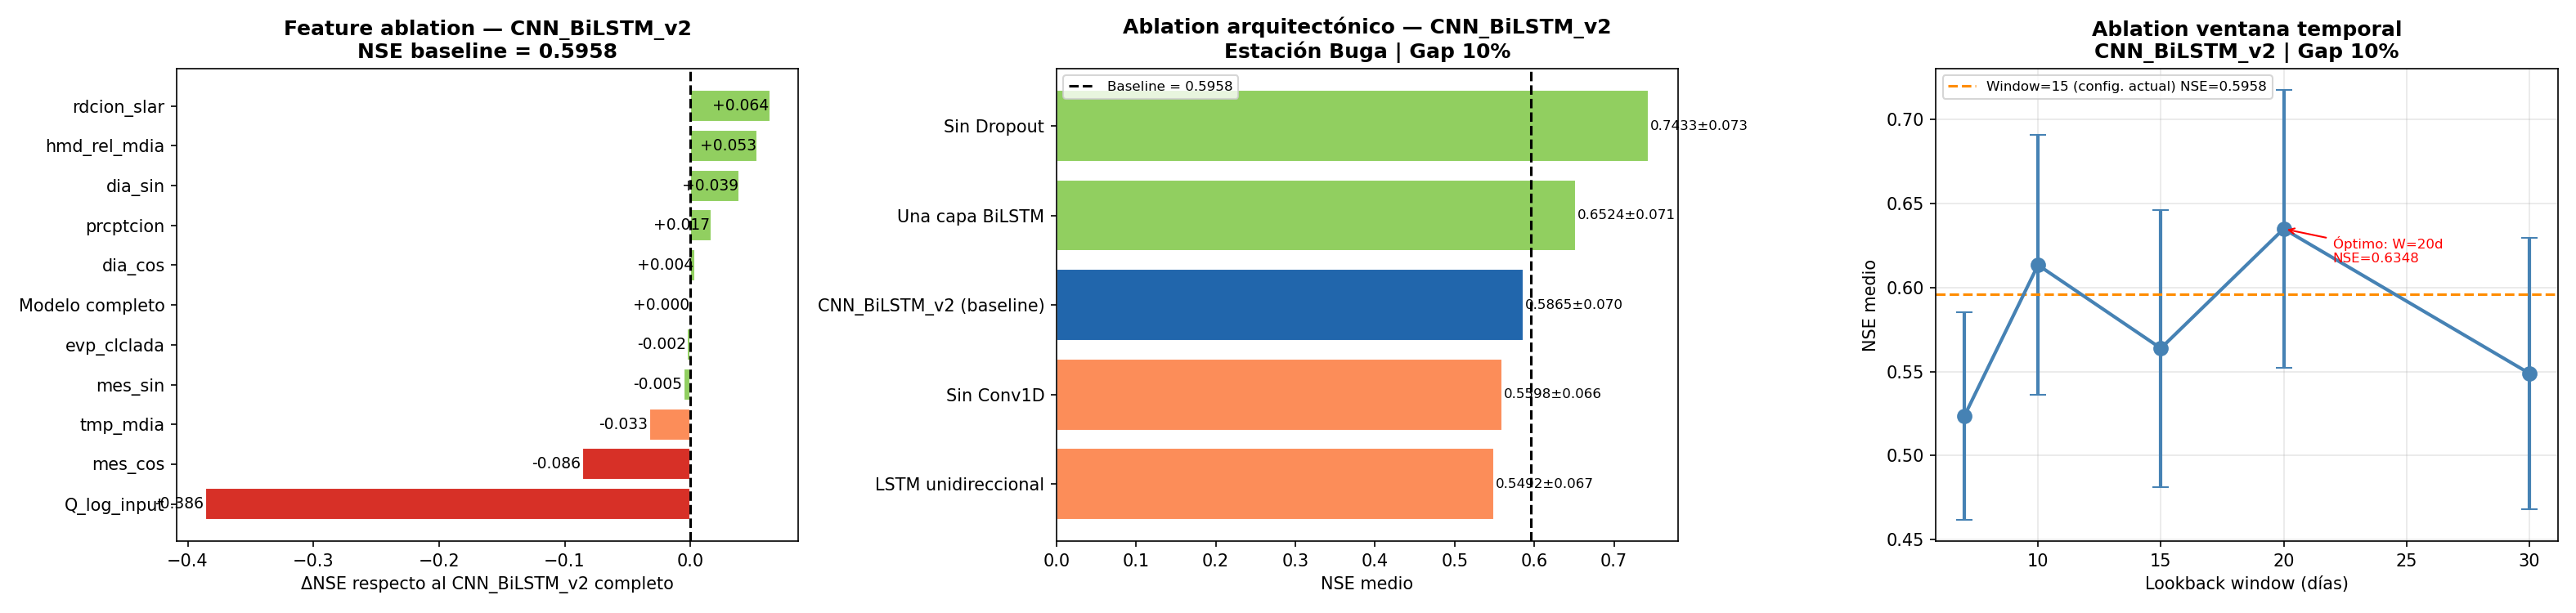 Feature ablation — CNN_BiLSTM_v2
NSE baseline = 0.5958
rdcion_slar
+0.064
hmd_rel_mdia
+0.053
dia_sin
+0.039
prcptcion
+0.017
dia_cos
+0.004
Modelo completo
+0.000
evp_clclada
-0.002
mes_sin
-0.005
tmp_mdia
-0.033
mes_cos
-0.086
Q_log_input
-0.386
−0.4
−0.3
−0.2
−0.1
0.0
ΔNSE respecto al CNN_BiLSTM_v2 completo
Ablation arquitectónico — CNN_BiLSTM_v2
Estación Buga | Gap 10%
Baseline = 0.5958
Sin Dropout
0.7433±0.073
Una capa BiLSTM
0.6524±0.071
CNN_BiLSTM_v2 (baseline)
0.5865±0.070
Sin Conv1D
0.5598±0.066
LSTM unidireccional
0.5492±0.067
0.0
0.1
0.2
0.3
0.4
0.5
0.6
0.7
NSE medio
Ablation ventana temporal
CNN_BiLSTM_v2 | Gap 10%
Window=15 (config. actual) NSE=0.5958
Óptimo: W=20d
NSE=0.6348
NSE medio
0.70
0.65
0.60
0.55
0.50
0.45
10
15
20
25
30
Lookback window (días)